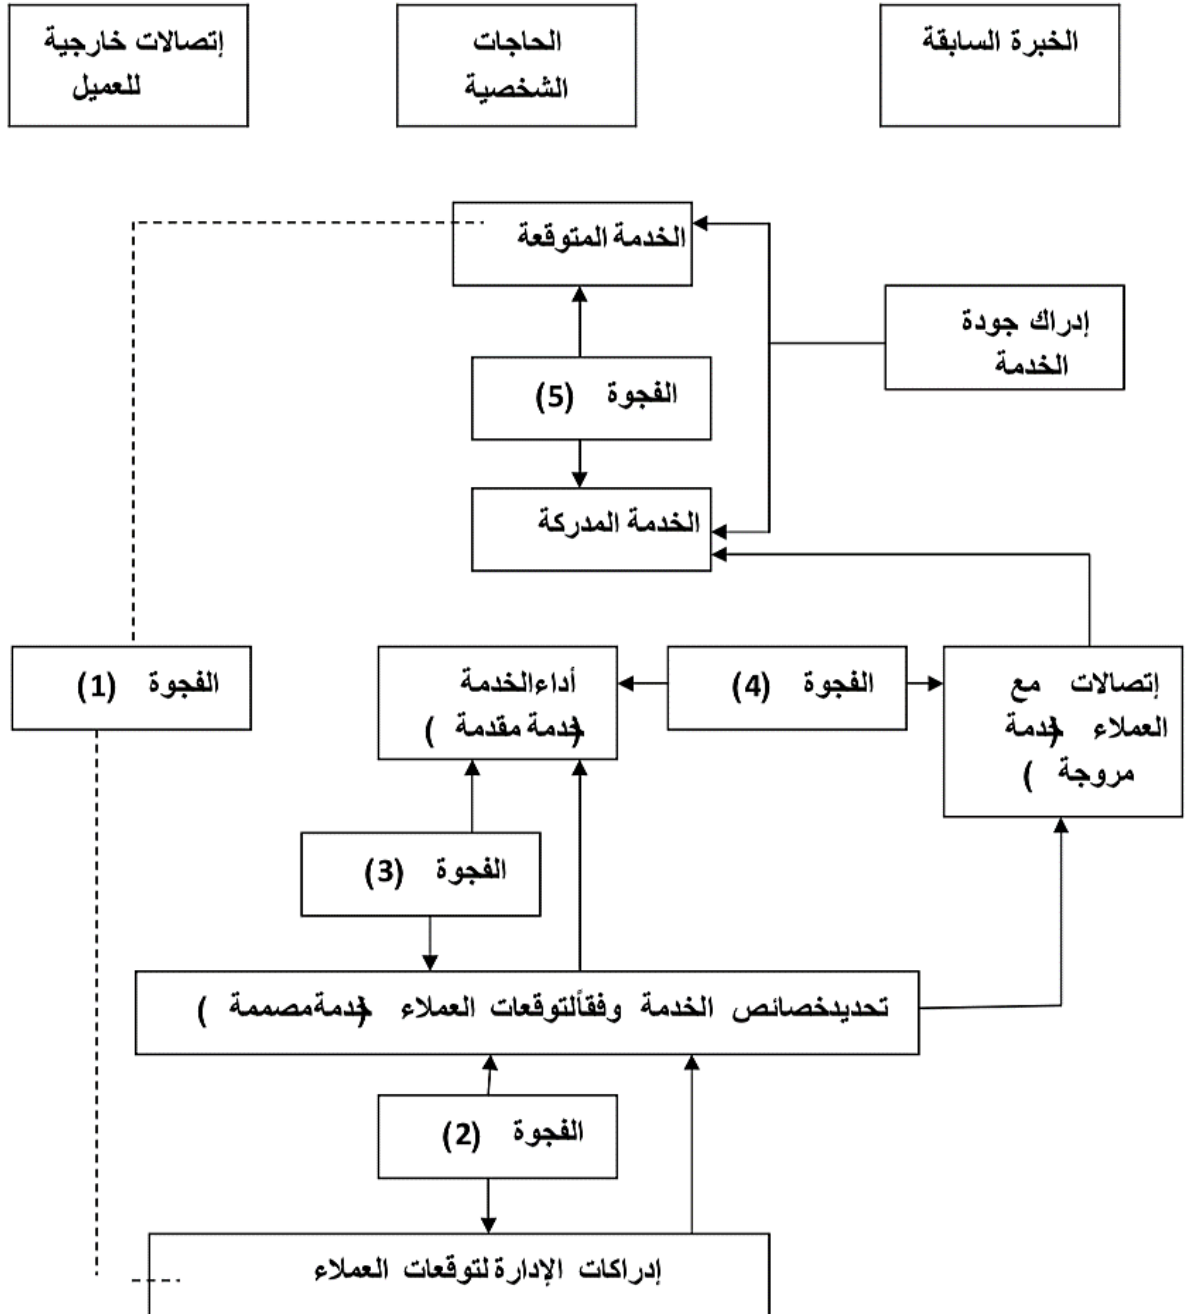 الخبرة السابقة
الحاجات
الشخصية
إتصالات خارجية
للعميل
الخدمة المتوقعة
إدراك جودة
الخدمة
الفجوة (5)
الخدمة المدركة
إتصالات مع
العملاء (خدمة
مروجة )
الفجوة (4)
أداءالخدمة
(خدمة مقدمة )
الفجوة (1)
الفجوة (3)
تحديدخصائص الخدمة وفقاًلتوقعات العملاء (خدمةمصممة )
الفجوة (2)
إدراكات الإدارة لتوقعات العملاء